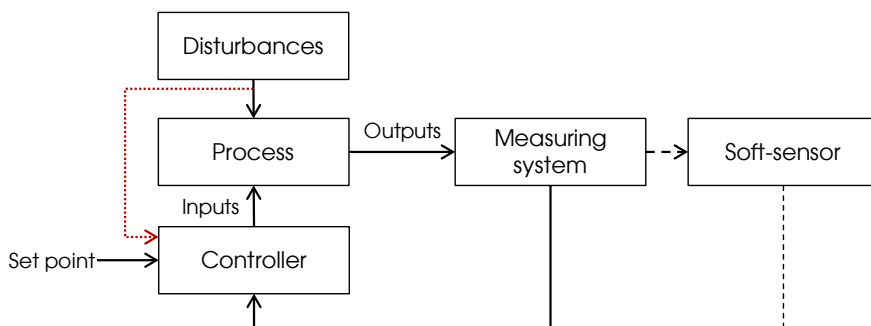 Disturbances
Process
Outputs
Measuring
system
Soft-sensor
Inputs
Set point
Controller